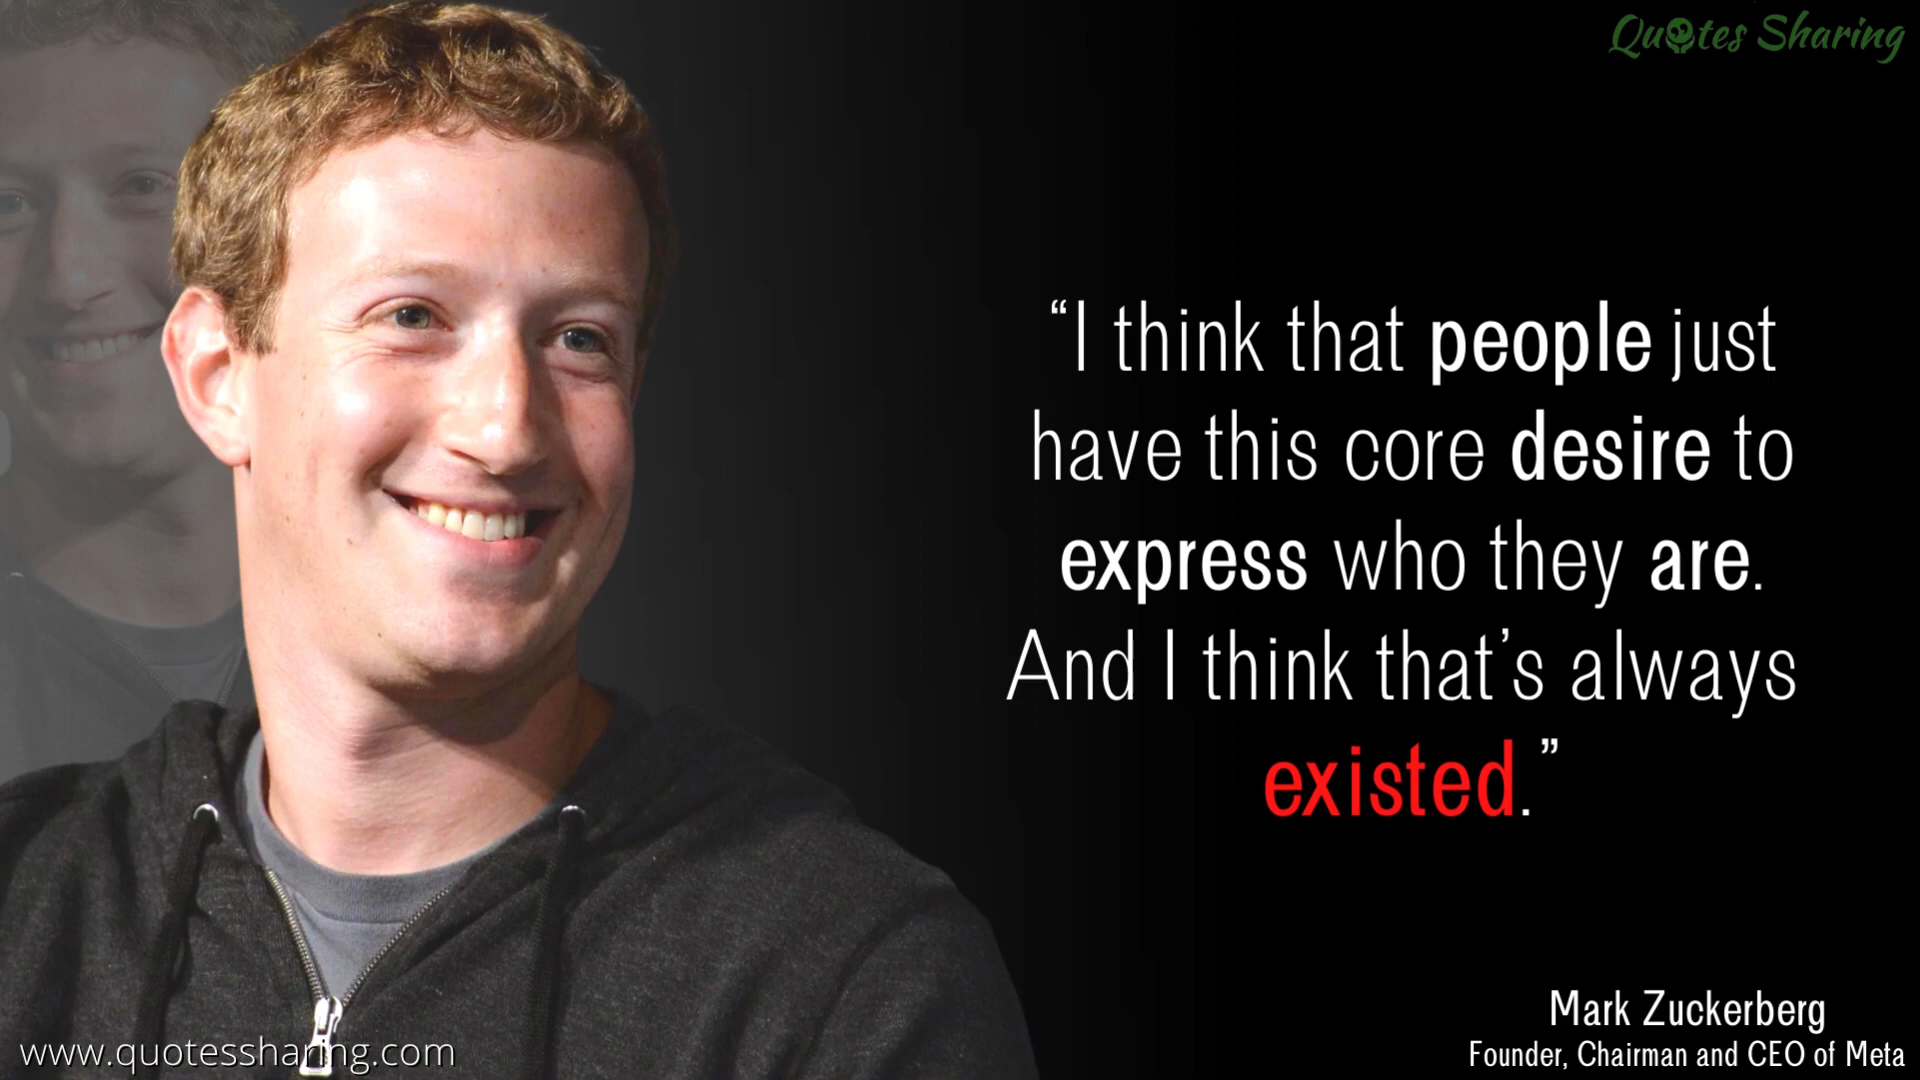 Quotes Sharing
“I think that people just
have this core desire to
express who they are.
And I think that’s always
existed.”
Mark Zuckerberg
Founder, Chairman and CEO of Meta
www.quotessharing.com